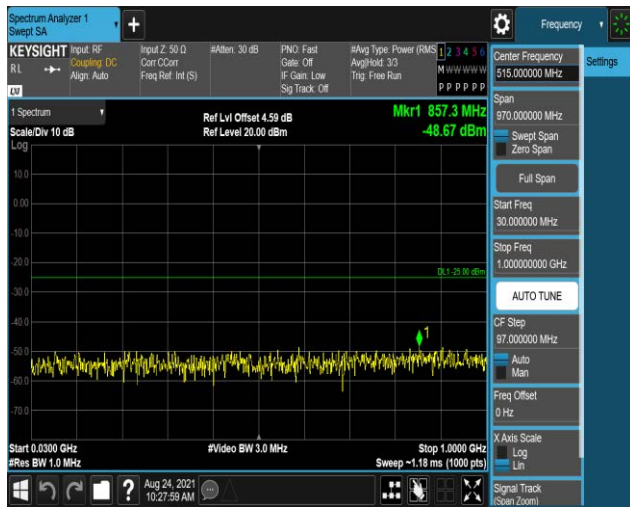 Spectrum Analyzer 1
Swept SA
Frequency
KEYSIGHT
RL
LXI
Input: RF
Coupling: DC
Align: Auto
Input Z: 50 Ω
Corr CCorr
Freq Ref: Int (S)
#Atten: 30 dB
PNO: Fast
Gate: Off
IF Gain: Low
Sig Track: Off
#Avg Type: Power (RMS
Avg|Hold: 3/3
Trig: Free Run
1 2 3 4 5 6
M W W W W W
P P P P P P
1 Spectrum
Scale/Div 10 dB
Log
Ref Lvl Offset 4.59 dB
Ref Level 20.00 dBm
Mkr1 857.3 MHz
-48.67 dBm
10.0
0.00
-10.0
-20.0
DL1 -25.00 dBm
-30.0
-40.0
1
-50.0
-60.0
-70.0
Start 0.0300 GHz
#Res BW 1.0 MHz
#Video BW 3.0 MHz
Stop 1.0000 GHz
Sweep ~1.18 ms (1000 pts)
?
Aug 24, 2021
10:27:59 AM
Center Frequency
515.000000 MHz
Settings
Span
970.000000 MHz
Swept Span
Zero Span
Full Span
Start Freq
30.000000 MHz
Stop Freq
1.000000000 GHz
AUTO TUNE
CF Step
97.000000 MHz
Auto
Man
Freq Offset
0 Hz
X Axis Scale
Log
Lin
Signal Track
(Span Zoom)